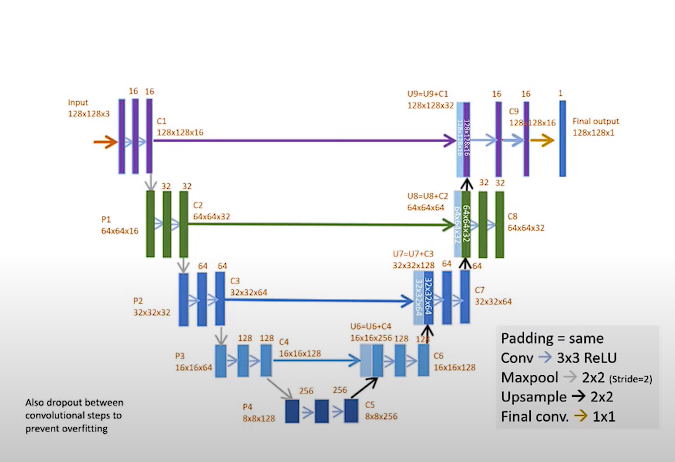 Input
128x128x3
16 16
C1
128x128x16
U9=U9+C1
128x128x32
128x128x16
128x128x16
16 16
C9
128x128x16
1
Final output
128x128x1
P1
64x64x16
32 32
C2
64x64x32
U8=U8+C2
64x64x64
64x64x32
64x64x32
32 32
C8
64x64x32
P2
32x32x32
64 64
C3
32x32x64
U7=U7+C3
32x32x128
32x32x64
32x32x64
64 64
C7
32x32x64
P3
16x16x64
128 128
C4
16x16x128
U6=U6+C4
16x16x256
128 128
C6
16x16x128
P4
8x8x128
256 256
C5
8x8x256
Also dropout between
convolutional steps to
prevent overfitting
Padding = same
Conv → 3x3 ReLU
Maxpool → 2x2 (Stride=2)
Upsample → 2x2
Final conv. → 1x1